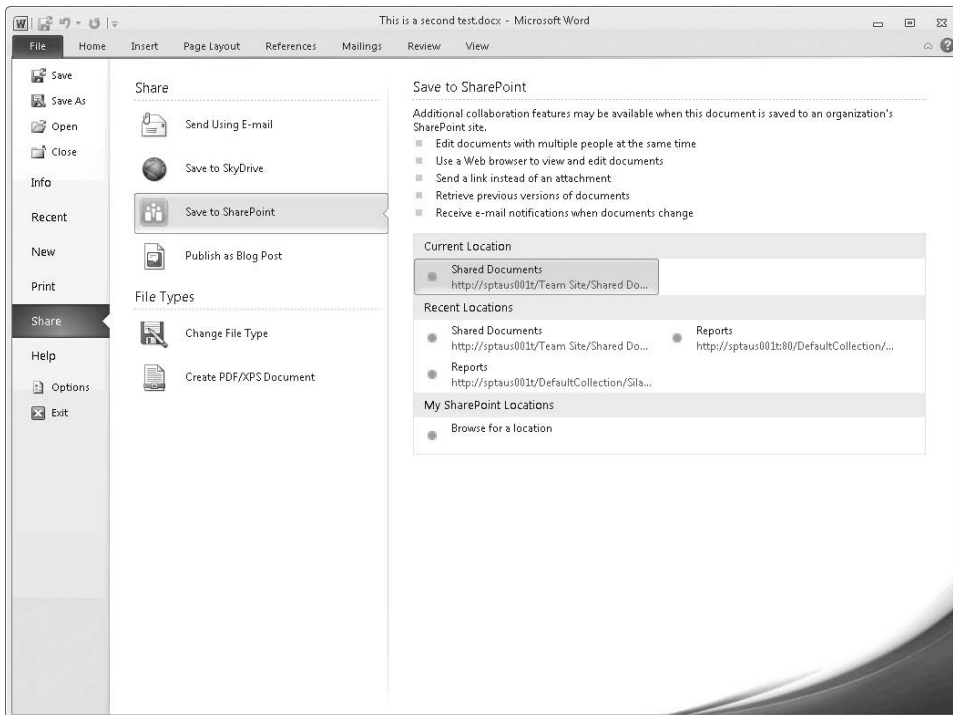 This is a second test.docx - Microsoft Word
File Home Insert Page Layout References Mailings Review View
Save
Save As
Open
Close
Info
Recent
New
Print
Share
Help
Options
Exit
Share
Send Using E-mail
Save to SkyDrive
Save to SharePoint
Publish as Blog Post
File Types
Change File Type
Create PDF/XPS Document
Save to SharePoint
Additional collaboration features may be available when this document is saved to an organization's
SharePoint site.
Edit documents with multiple people at the same time
Use a Web browser to view and edit documents
Send a link instead of an attachment
Retrieve previous versions of documents
Receive e-mail notifications when documents change
Current Location
Shared Documents
http://sptaus001t/Team Site/Shared Do...
Recent Locations
Shared Documents
http://sptaus001t/Team Site/Shared Do...
Reports
http://sptaus001t:80/DefaultCollection/...
Reports
http://sptaus001t/DefaultCollection/Sila...
My SharePoint Locations
Browse for a location